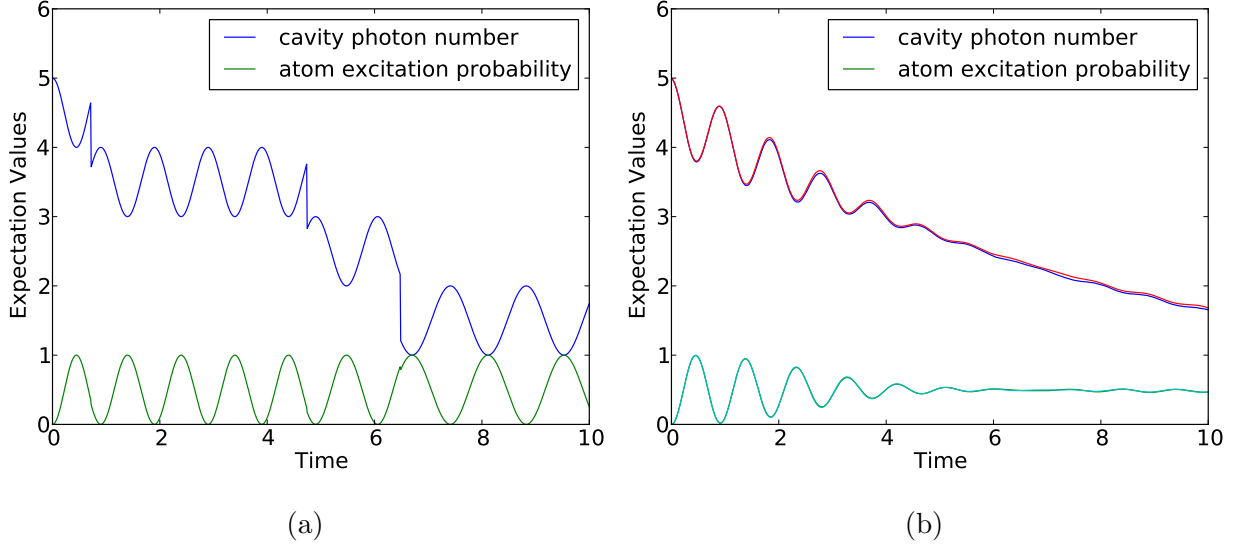 6
5
4
3
2
1
0
Expectation Values
0 2 4 6 8 10
Time
cavity photon number
atom excitation probability
(a)
6
5
4
3
2
1
0
Expectation Values
0 2 4 6 8 10
Time
cavity photon number
atom excitation probability
(b)